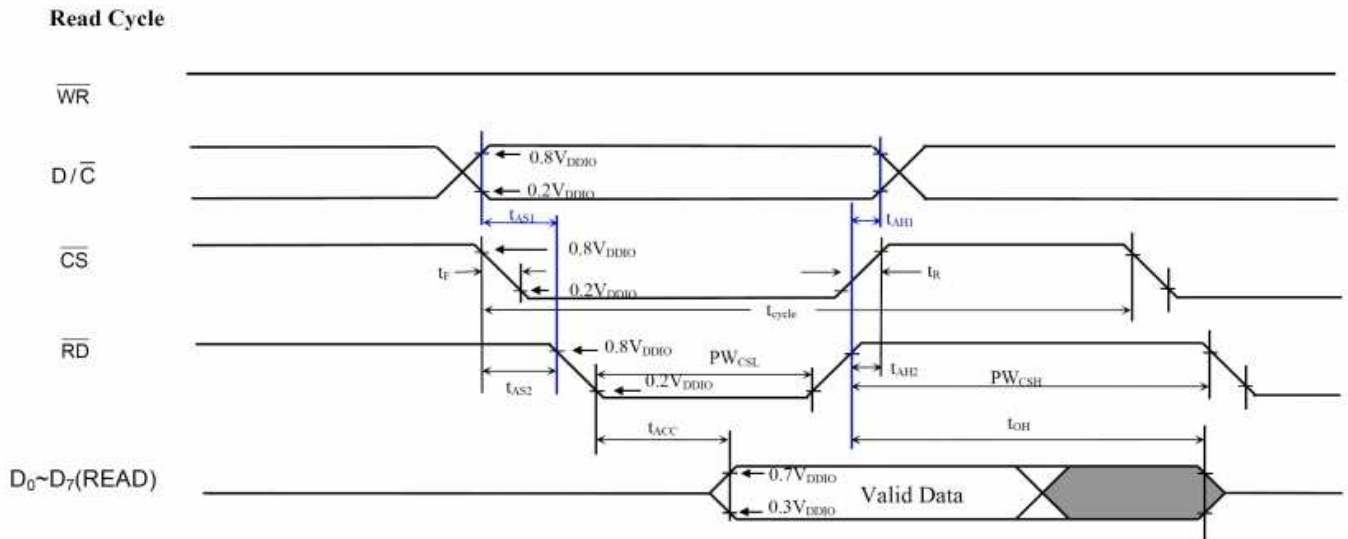 Read Cycle
WR
D/C
0.8VDDIO
0.2VDDIO
tAS1
tAH1
CS
0.8VDDIO
tF
tR
0.2VDDIO
tcycle
RD
0.8VDDIO
PWCSL
0.2VDDIO
tAS2
tAH2
PWCSH
tACC
tOH
D0~D7(READ)
0.7VDDIO
Valid Data
0.3VDDIO